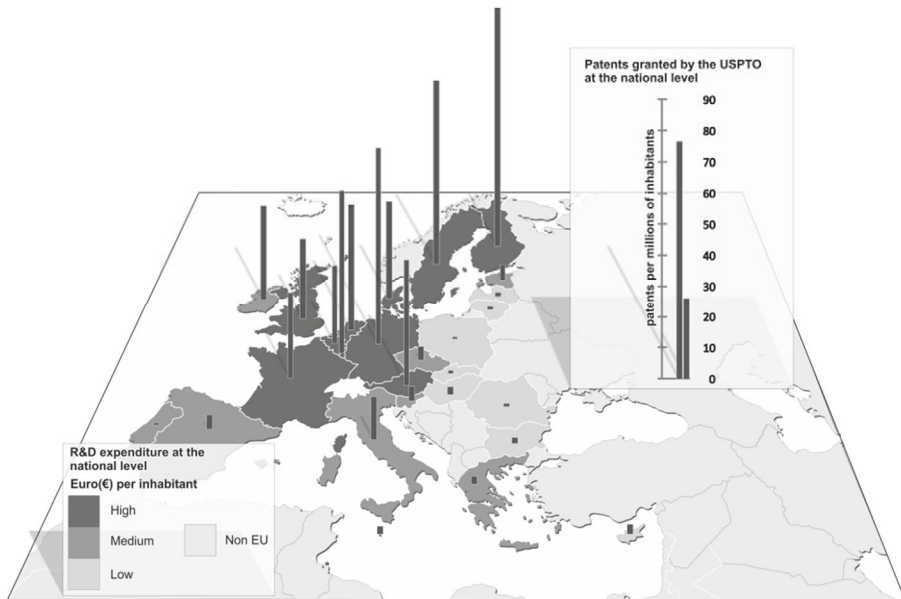 Patents granted by the USPTO
at the national level
patents per millions of inhabitants
90
80
70
60
50
40
30
20
10
0
R&D expenditure at the
national level
Euro(€) per inhabitant
High
Medium
Low
Non EU